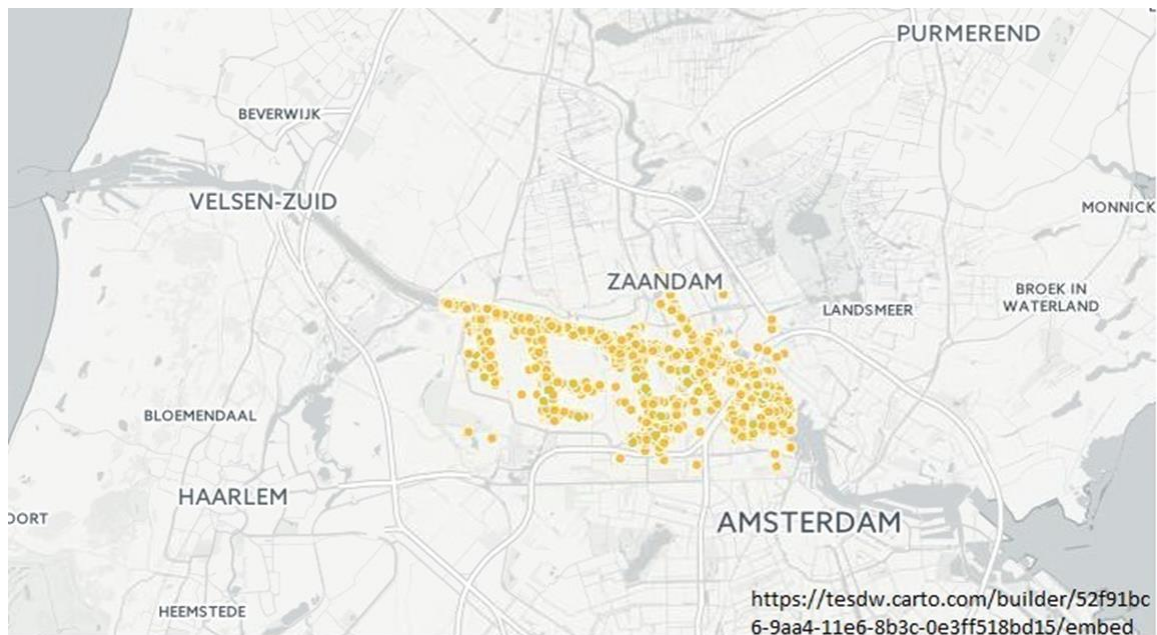 PURMEREND
BEVERWIJK
VELSEN-ZUID
MONNICK
ZAANDAM
BROEK IN
WATERLAND
LANDSMEER
BLOEMENDAAL
HAARLEM
OORT
AMSTERDAM
HEEMSTEDE
https://tesdw.carto.com/builder/52f91bc
6-9aa4-11e6-8b3c-0e3ff518bd15/embed